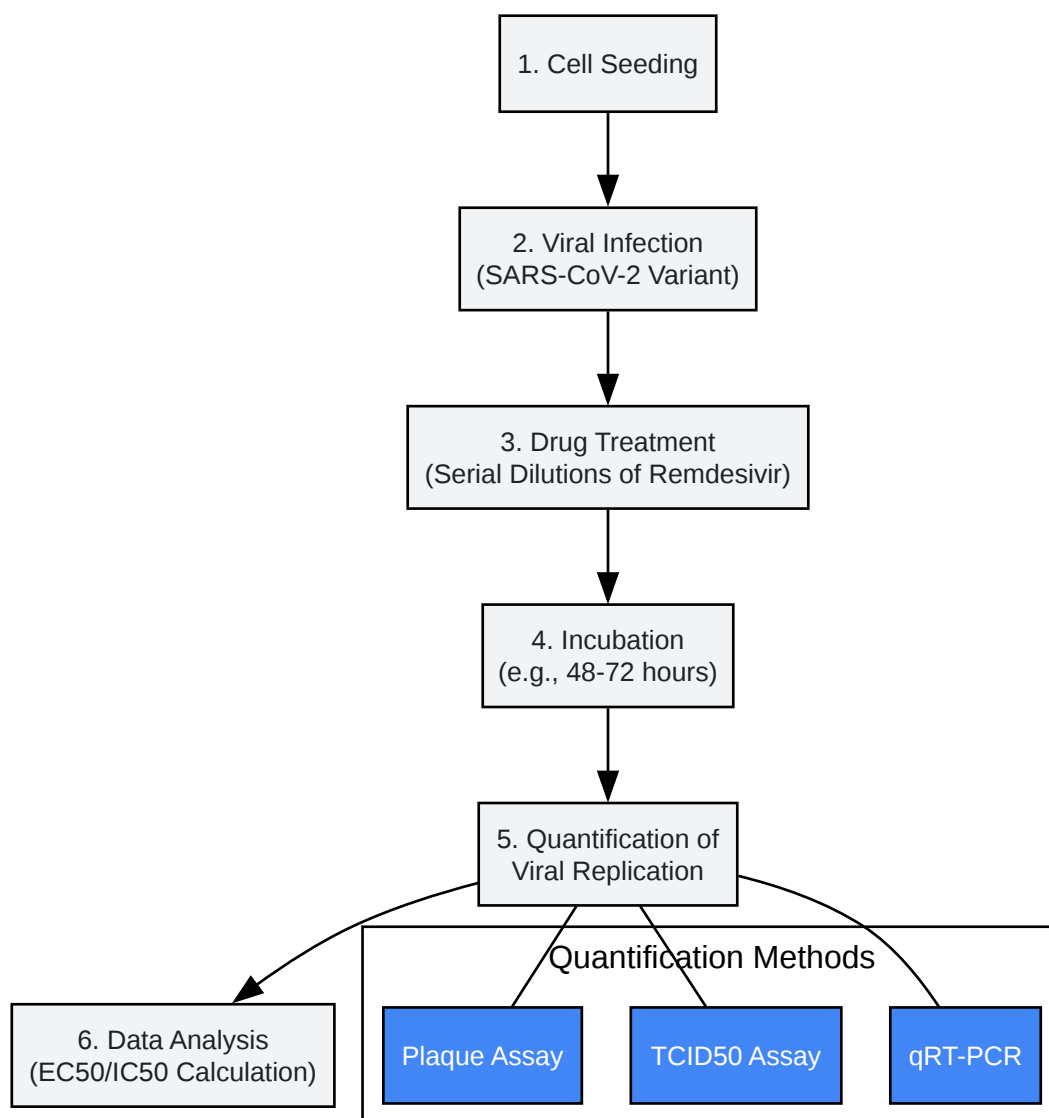 1. Cell Seeding
2. Viral Infection
(SARS-CoV-2 Variant)
3. Drug Treatment
(Serial Dilutions of Remdesivir)
4. Incubation
(e.g., 48-72 hours)
5. Quantification of
Viral Replication
Quantification Methods
6. Data Analysis
(EC50/IC50 Calculation)
Plaque Assay
TCID50 Assay
qRT-PCR